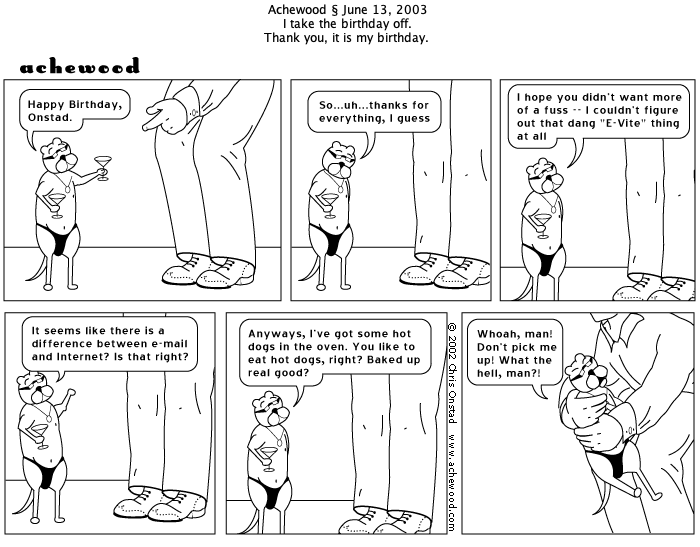 Achewood § June 13, 2003
I take the birthday off.
Thank you, it is my birthday.
achewood
Happy Birthday,
Onstad.
So...uh...thanks for
everything, I guess
I hope you didn't want more
of a fuss -- I couldn't figure
out that dang "E-Vite" thing
at all
It seems like there is a
difference between e-mail
and Internet? Is that right?
Anyways, I've got some hot
dogs in the oven. You like to
eat hot dogs, right? Baked up
real good?
© 2002 Chris Onstad www.achewood.com
Whoah, man!
Don't pick me
up! What the
hell, man?!